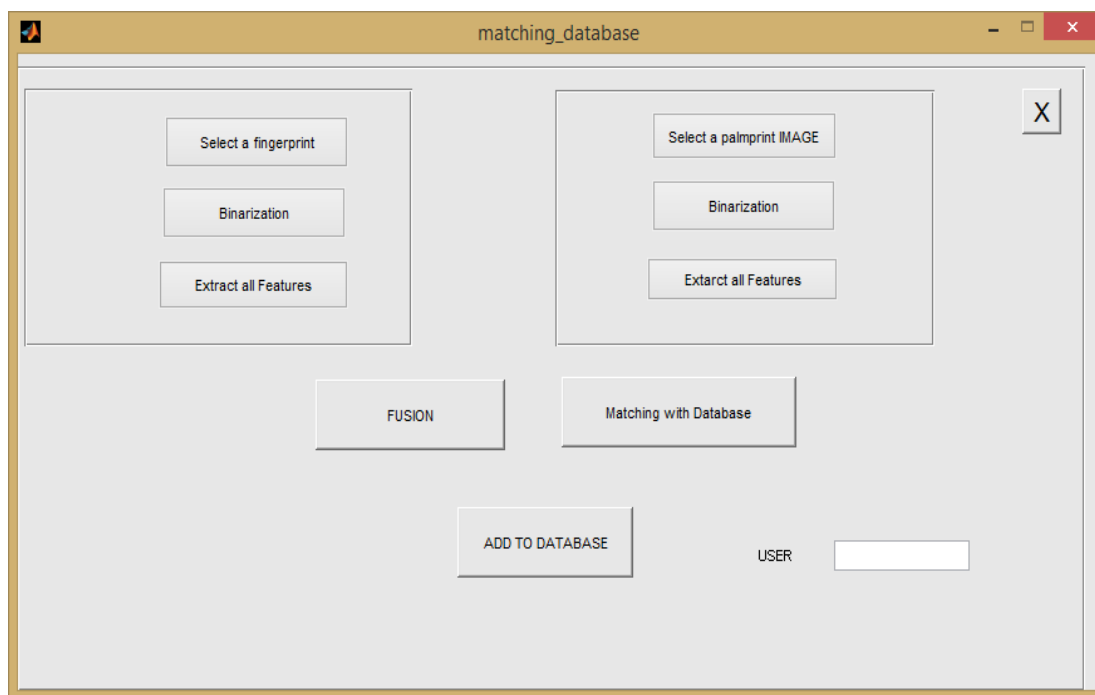 matching_database
X
Select a fingerprint
Binarization
Extract all Features
Select a palmprint IMAGE
Binarization
Extarct all Features
FUSION
Matching with Database
ADD TO DATABASE
USER